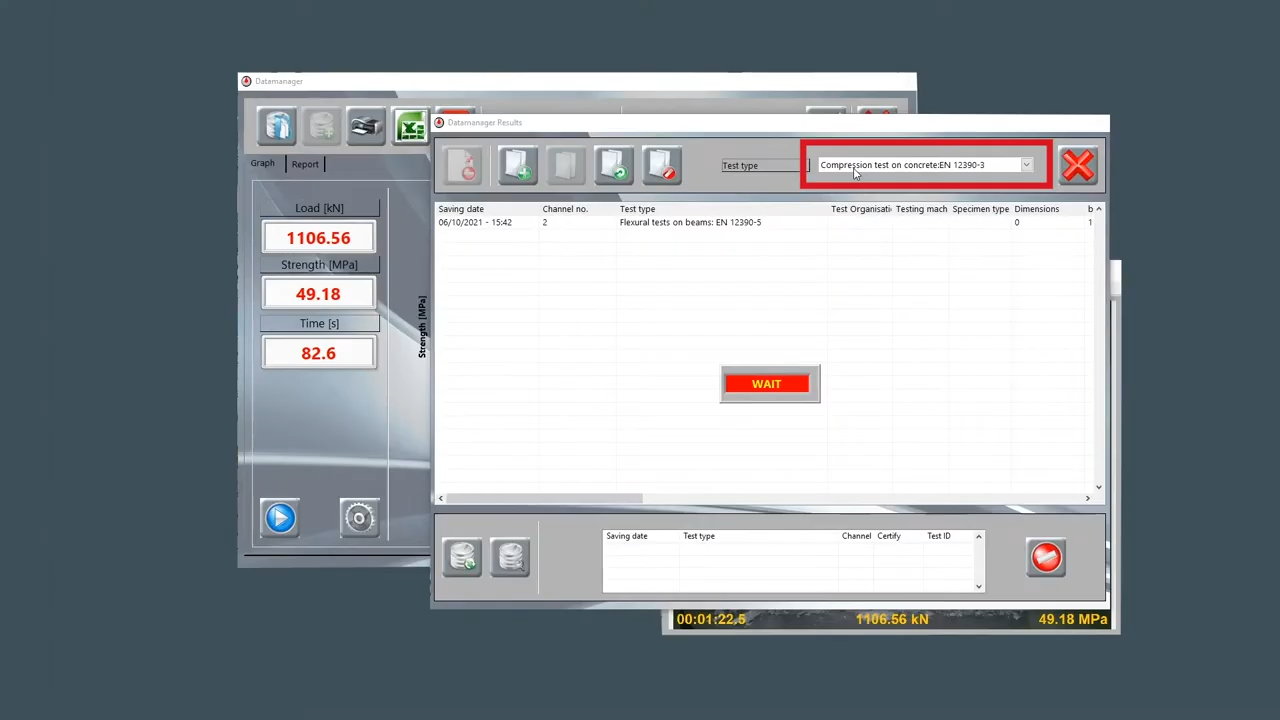 Datamanager
Graph
Report
Load [kN]
1106.56
Strength [MPa]
49.18
Time [s]
82.6
Strength [MPa]
Datamanager Results
Test type
Compression test on concrete:EN 12390-3
Saving date Channel no. Test type Test Organisati Testing mach Specimen type Dimensions b
06/10/2021 - 15:42 2 Flexural tests on beams: EN 12390-5 0 1
WAIT
Saving date Test type Channel Certify Test ID
00:01:22.5 1106.56 kN 49.18 MPa